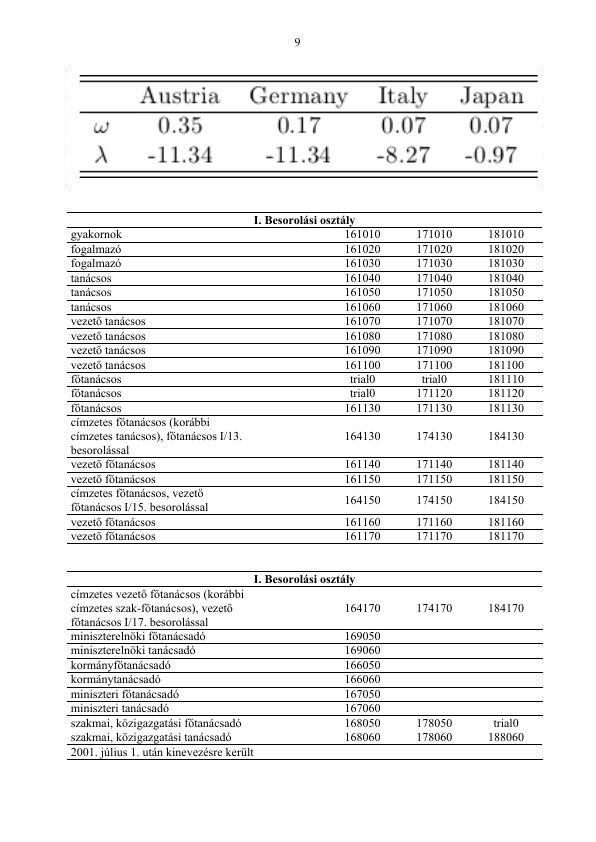 9
Austria Germany Italy Japan
ω 0.35 0.17 0.07 0.07
λ -11.34 -11.34 -8.27 -0.97
I. Besorolási osztály
gyakornok 161010 171010 181010
fogalmazó 161020 171020 181020
fogalmazó 161030 171030 181030
tanácsos 161040 171040 181040
tanácsos 161050 171050 181050
tanácsos 161060 171060 181060
vezető tanácsos 161070 171070 181070
vezető tanácsos 161080 171080 181080
vezető tanácsos 161090 171090 181090
vezető tanácsos 161100 171100 181100
főtanácsos trial0 trial0 181110
főtanácsos trial0 171120 181120
főtanácsos 161130 171130 181130
címzetes főtanácsos (korábbi
címzetes tanácsos), főtanácsos I/13. 164130 174130 184130
besorolással
vezető főtanácsos 161140 171140 181140
vezető főtanácsos 161150 171150 181150
címzetes főtanácsos, vezető
főtanácsos I/15. besorolással 164150 174150 184150
vezető főtanácsos 161160 171160 181160
vezető főtanácsos 161170 171170 181170
I. Besorolási osztály
címzetes vezető főtanácsos (korábbi
címzetes szak-főtanácsos), vezető 164170 174170 184170
főtanácsos I/17. besorolással
miniszterelnöki főtanácsadó 169050
miniszterelnöki tanácsadó 169060
kormányfőtanácsadó 166050
kormánytanácsadó 166060
miniszteri főtanácsadó 167050
miniszteri tanácsadó 167060
szakmai, közigazgatási főtanácsadó 168050 178050 trial0
szakmai, közigazgatási tanácsadó 168060 178060 188060
2001. július 1. után kinevezésre került